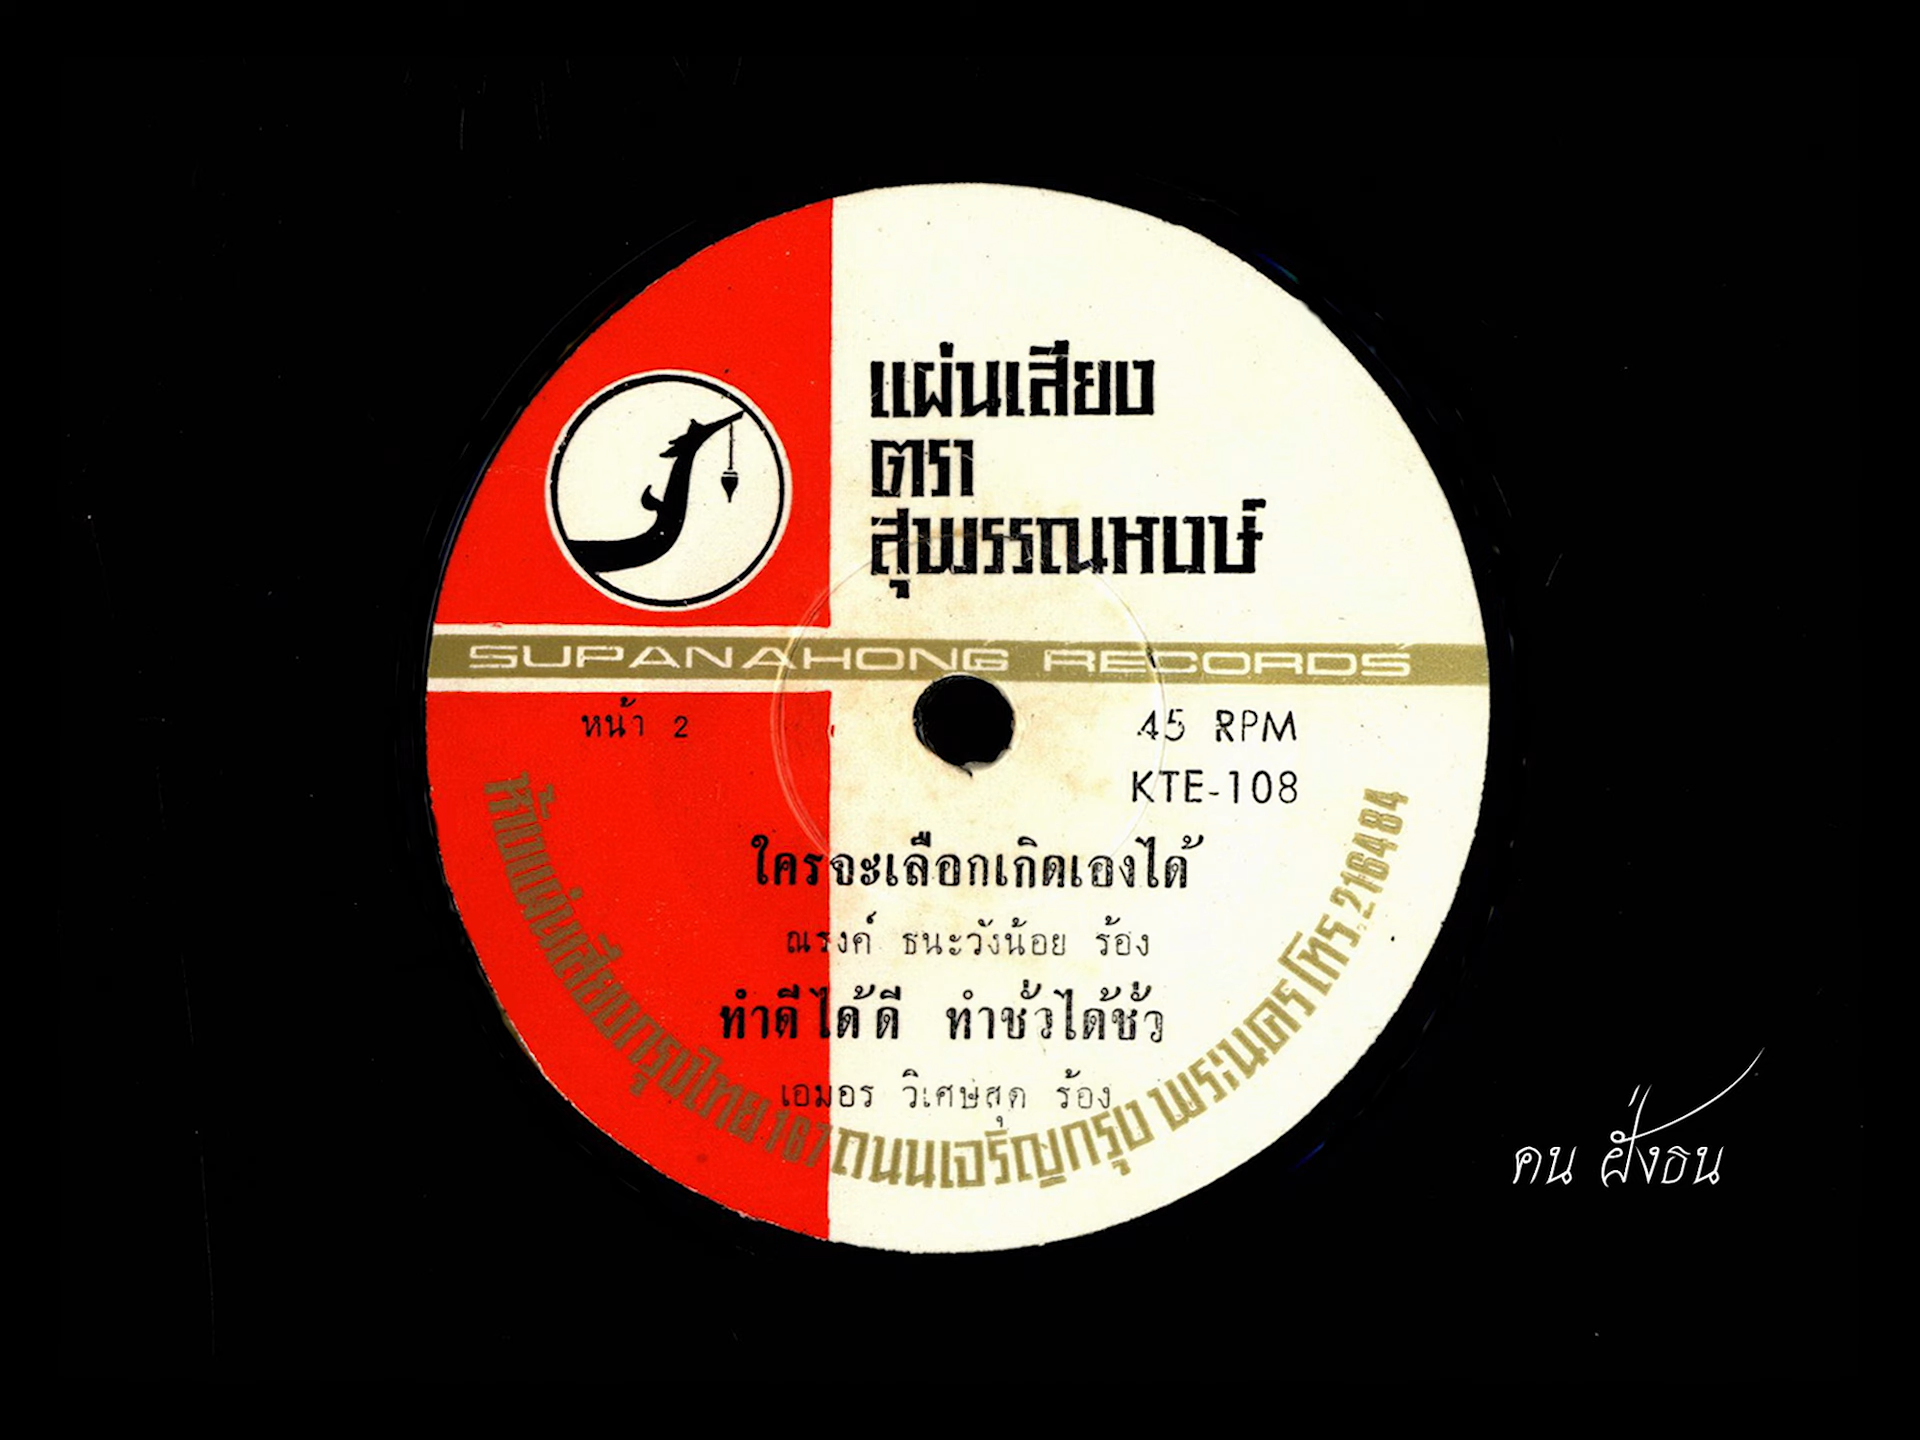 แผ่นเสียง
ตรา
สุพรรณหงษ์
SUPANAHONG RECORDS
หน้า 2
45 RPM
KTE-108
ใครจะเลือกเกิดเองได้
ณรงค์ ธนะวังน้อย ร้อง
ทำดีได้ดี ทำชั่วได้ชั่ว
เอมอร วิเศษสุด ร้อง
ห้างแผ่นเสียงกรุงไทย 167 ถนนเจริญกรุง พระนคร โทร. 216484
คน ฝั่งธน